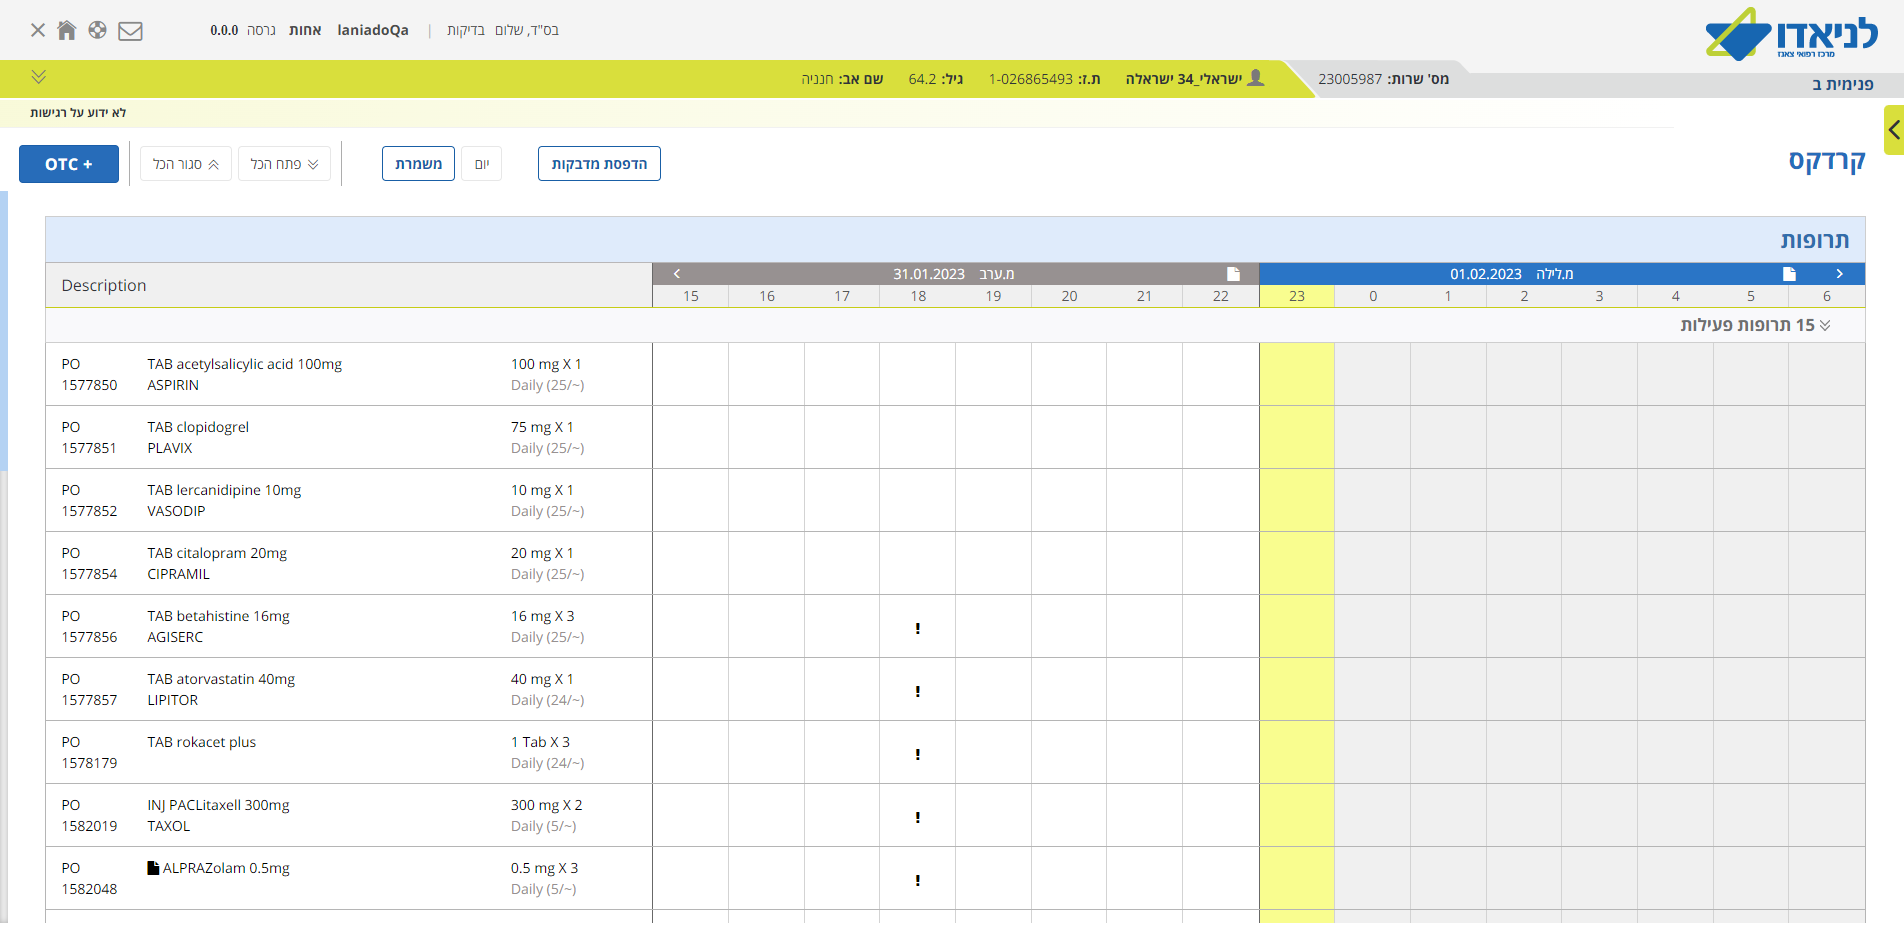 לניאדו
מרכז רפואי צאנז
בס"ד, שלום בדיקות | laniadoQa אחות גרסה 0.0.0
פנימית ב
מס' שרות: 23005987
ישראלי_34 ישראלה ת.ז: 1-026865493 גיל: 64.2 שם אב: חנניה
לא ידוע על רגישות
קרדקס
הדפסת מדבקות יום משמרת פתח הכל סגור הכל OTC +
תרופות
Description
31.01.2023 מ.ערב
01.02.2023 מ.לילה
15 16 17 18 19 20 21 22 23 0 1 2 3 4 5 6
15 תרופות פעילות
PO TAB acetylsalicylic acid 100mg 100 mg X 1
1577850 ASPIRIN Daily (25/~)
PO TAB clopidogrel 75 mg X 1
1577851 PLAVIX Daily (25/~)
PO TAB lercanidipine 10mg 10 mg X 1
1577852 VASODIP Daily (25/~)
PO TAB citalopram 20mg 20 mg X 1
1577854 CIPRAMIL Daily (25/~)
PO TAB betahistine 16mg 16 mg X 3
1577856 AGISERC Daily (25/~) !
PO TAB atorvastatin 40mg 40 mg X 1
1577857 LIPITOR Daily (24/~) !
PO TAB rokacet plus 1 Tab X 3
1578179 Daily (24/~) !
PO INJ PACLitaxell 300mg 300 mg X 2
1582019 TAXOL Daily (5/~) !
PO ALPRAZolam 0.5mg 0.5 mg X 3
1582048 Daily (5/~) !